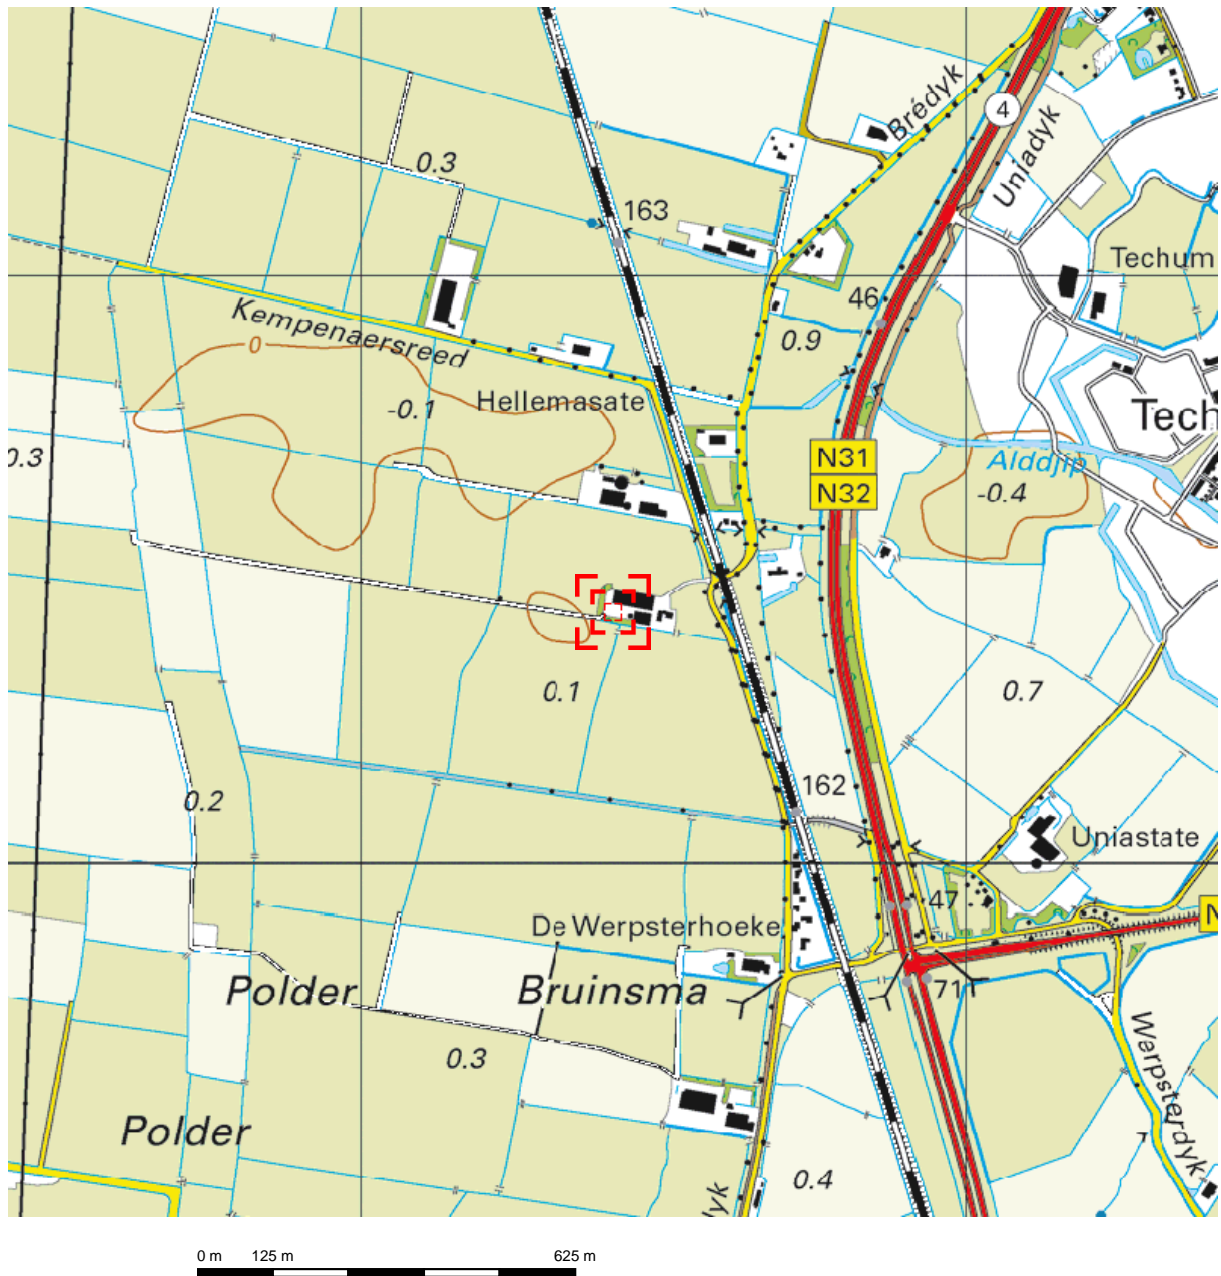 4
Brédyk
Uniadyk
0.3
163
Techum
46
Kempenaersreed
0
0.9
-0.1
Hellemasate
Tech
0.3
N31
N32
Alddjip
-0.4
0.1
0.7
162
0.2
Uniastate
47
De Werpsterhoeke
N
Polder
Bruinsma
71
Werpsterdyk
0.3
Polder
0.4
dyk
0 m
125 m
625 m